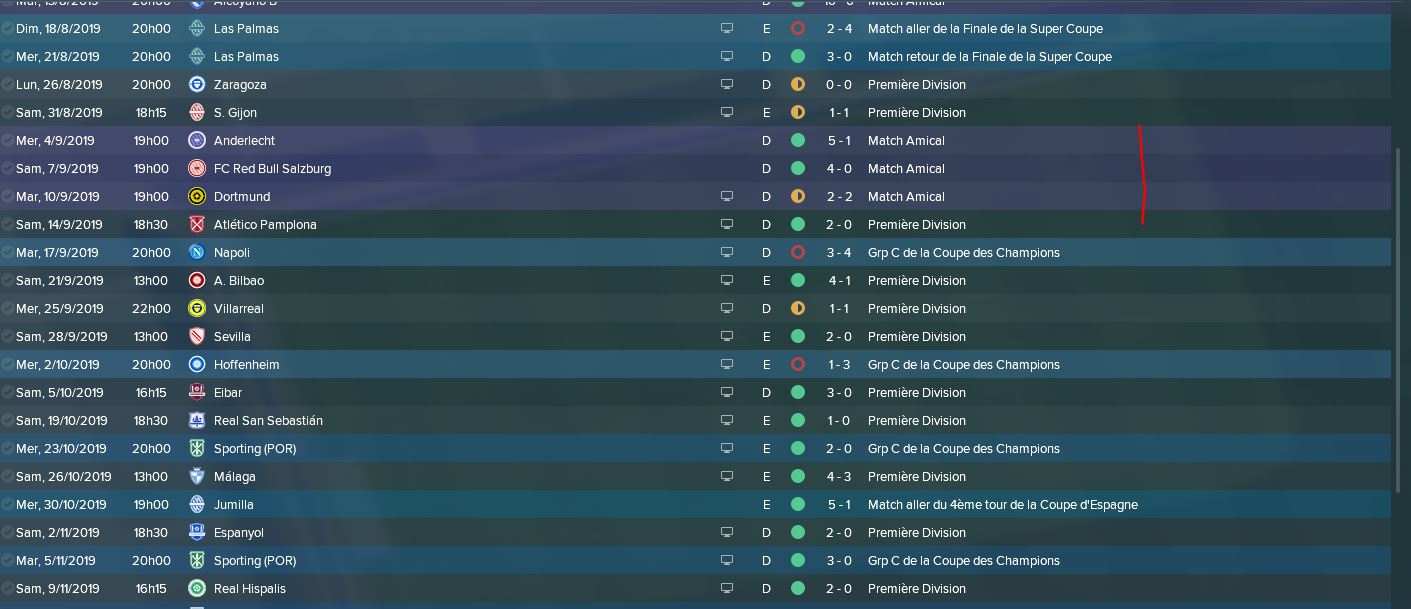 Dim, 18/8/2019 20h00 Las Palmas E 2 - 4 Match aller de la Finale de la Super Coupe
Mer, 21/8/2019 20h00 Las Palmas D 3 - 0 Match retour de la Finale de la Super Coupe
Lun, 26/8/2019 20h00 Zaragoza D 0 - 0 Première Division
Sam, 31/8/2019 18h15 S. Gijon E 1 - 1 Première Division
Mer, 4/9/2019 19h00 Anderlecht D 5 - 1 Match Amical
Sam, 7/9/2019 19h00 FC Red Bull Salzburg D 4 - 0 Match Amical
Mar, 10/9/2019 19h00 Dortmund D 2 - 2 Match Amical
Sam, 14/9/2019 18h30 Atlético Pamplona D 2 - 0 Première Division
Mar, 17/9/2019 20h00 Napoli D 3 - 4 Grp C de la Coupe des Champions
Sam, 21/9/2019 13h00 A. Bilbao E 4 - 1 Première Division
Mer, 25/9/2019 22h00 Villarreal D 1 - 1 Première Division
Sam, 28/9/2019 13h00 Sevilla E 2 - 0 Première Division
Mer, 2/10/2019 20h00 Hoffenheim E 1 - 3 Grp C de la Coupe des Champions
Sam, 5/10/2019 16h15 Eibar D 3 - 0 Première Division
Sam, 19/10/2019 18h30 Real San Sebastián E 1 - 0 Première Division
Mer, 23/10/2019 20h00 Sporting (POR) E 2 - 0 Grp C de la Coupe des Champions
Sam, 26/10/2019 13h00 Málaga E 4 - 3 Première Division
Mer, 30/10/2019 19h00 Jumilla E 5 - 1 Match aller du 4ème tour de la Coupe d'Espagne
Sam, 2/11/2019 18h30 Espanyol D 2 - 0 Première Division
Mar, 5/11/2019 20h00 Sporting (POR) D 3 - 0 Grp C de la Coupe des Champions
Sam, 9/11/2019 16h15 Real Hispalis D 2 - 0 Première Division